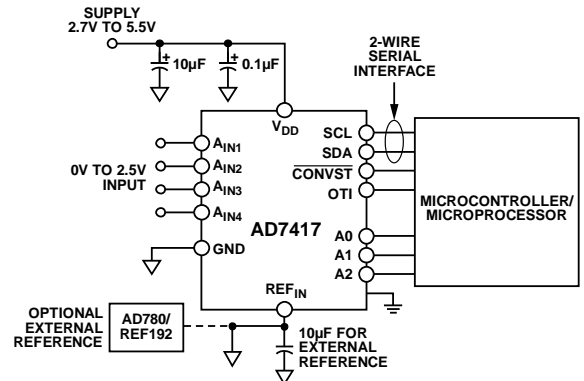 SUPPLY
2.7V TO 5.5V
10µF
0.1µF
2-WIRE
SERIAL
INTERFACE
VDD
AIN1
AIN2
AIN3
AIN4
0V TO 2.5V
INPUT
GND
AD7417
SCL
SDA
CONVST
OTI
A0
A1
A2
MICROCONTROLLER/
MICROPROCESSOR
REFIN
OPTIONAL
EXTERNAL
REFERENCE
AD780/
REF192
10µF FOR
EXTERNAL
REFERENCE